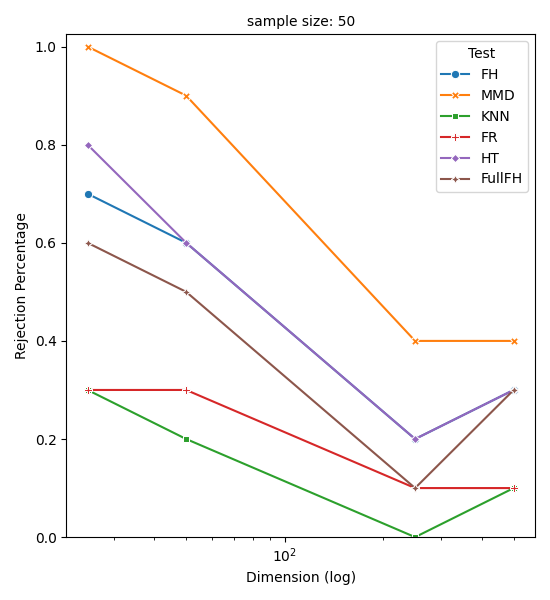 sample size: 50
1.0
0.8
0.6
0.4
0.2
0.0
Rejection Percentage
Test
FH
MMD
KNN
FR
HT
FullFH
10²
Dimension (log)